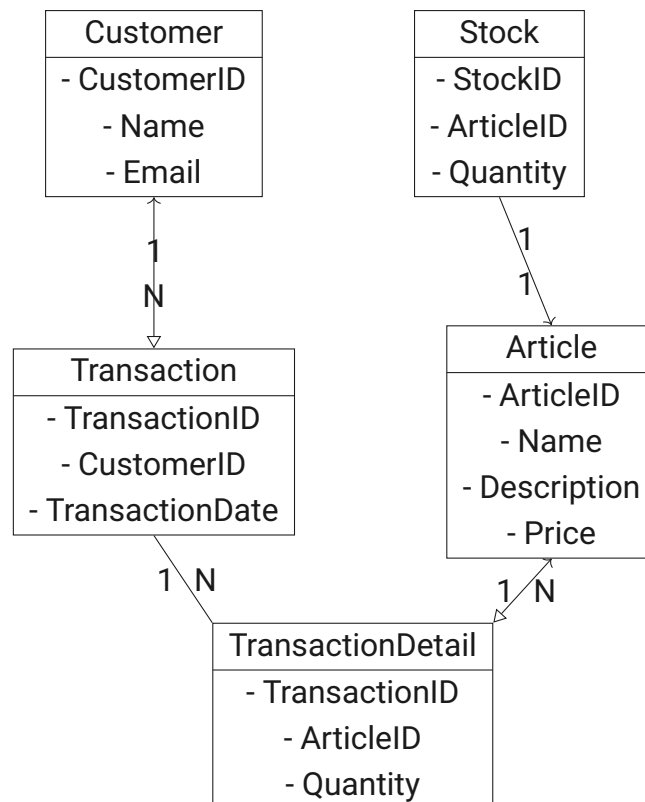 Customer
- CustomerID
- Name
- Email
Stock
- StockID
- ArticleID
- Quantity
1
N
1
1
Transaction
- TransactionID
- CustomerID
- TransactionDate
Article
- ArticleID
- Name
- Description
- Price
1 N
1 N
TransactionDetail
- TransactionID
- ArticleID
- Quantity